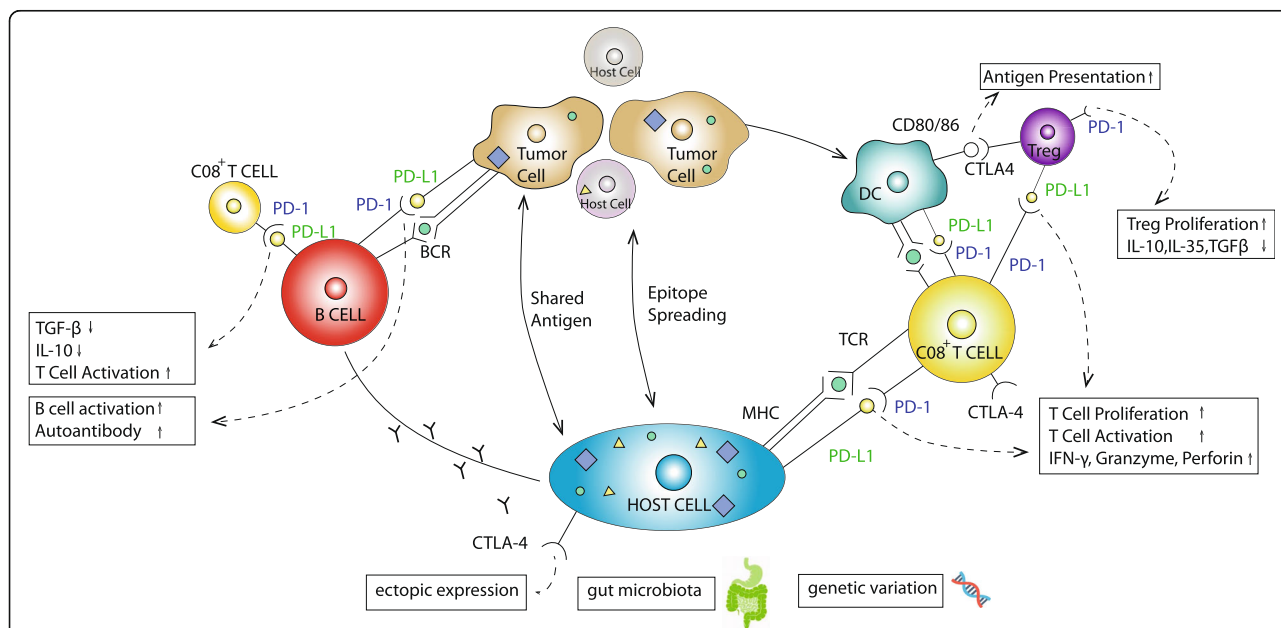 Host Cell
Antigen Presentation↑
CD80/86
PD-1
Treg
CTLA4
Tumor
Cell
Tumor
Cell
C08⁺ T CELL
PD-L1
PD-1
PD-1
PD-L1
Host Cell
DC
PD-L1
BCR
PD-L1
PD-1
PD-1
Treg Proliferation↑
IL-10,IL-35,TGFβ ↓
B CELL
Shared
Antigen
Epitope
Spreading
TGF-β ↓
IL-10 ↓
T Cell Activation ↑
TCR
C08⁺ T CELL
B cell activation↑
Autoantibody ↑
MHC
PD-1
CTLA-4
PD-L1
T Cell Proliferation ↑
T Cell Activation ↑
IFN-γ, Granzyme, Perforin ↑
HOST CELL
CTLA-4
ectopic expression
gut microbiota
genetic variation